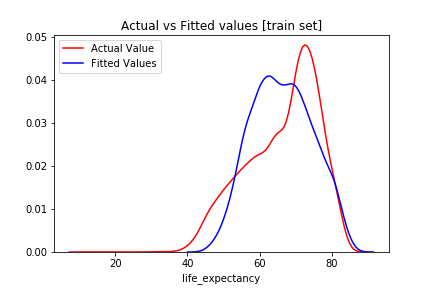 Actual vs Fitted values [train set]
Actual Value
Fitted Values
0.05
0.04
0.03
0.02
0.01
0.00
20 40 60 80
life_expectancy